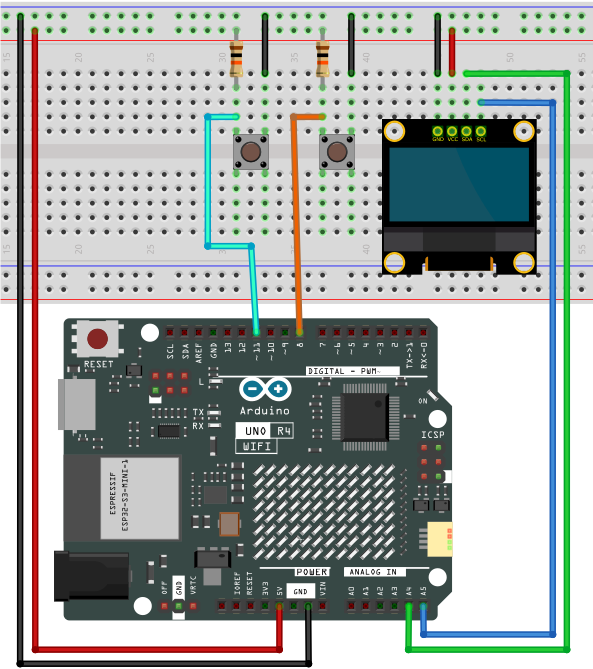 15 20 25 30 35 40 50 55
GND VCC SDA SCL
15 20 25 30 35 40 55
RESET
SCL SDA AREF GND 13 12 ~11 ~10 ~9 8 7 ~6 ~5 4 ~3 2 TX→1 RX←0
L
DIGITAL - PWM~
ON
TX
RX
Arduino
UNO R4
WIFI
ICSP
ESPRESSIF
ESP32-S3-MINI-1
POWER ANALOG IN
OFF GND VRTC IOREF RESET 3V3 5V GND VIN A0 A1 A2 A3 A4 A5